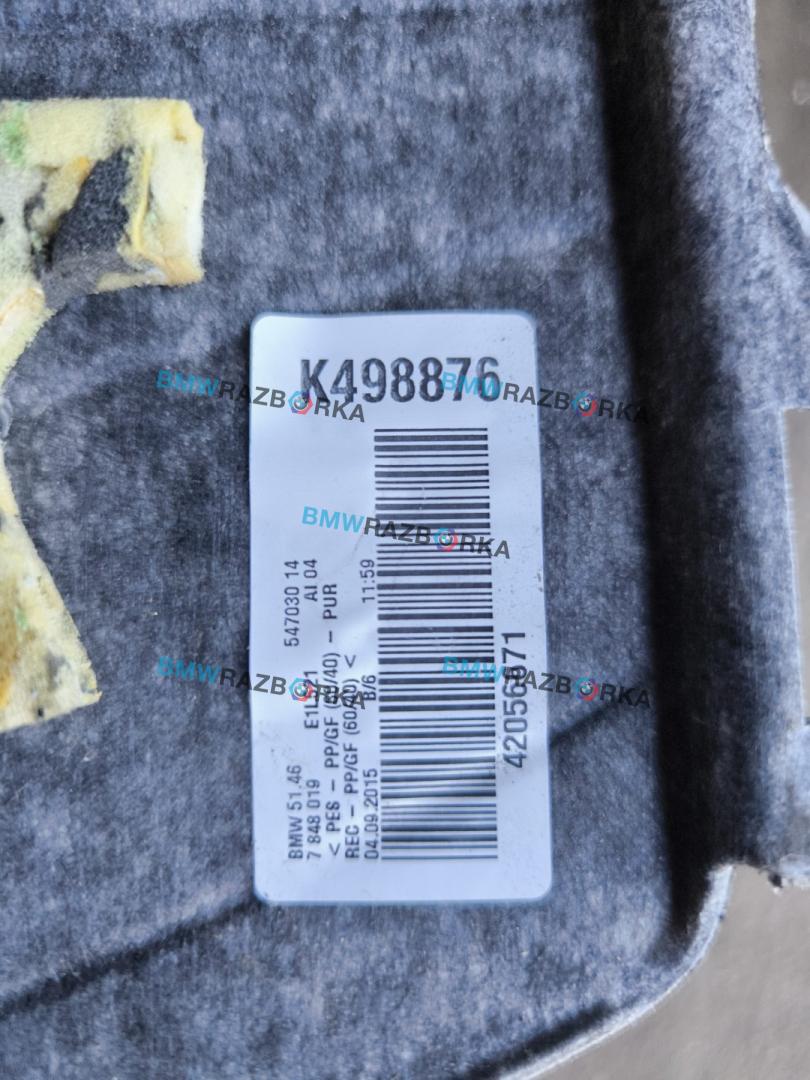 K498876
BMW 51.46 547030 14
7 848 019 AI 04
< PES – PP/GF – PUR
REC – PP/GF <
04.09.2015 B/6 11:59
BMWRAZBORKA
BMWRAZBORKA
BMWRAZBORKA
BMWRAZBORKA
BMWRAZBORKA